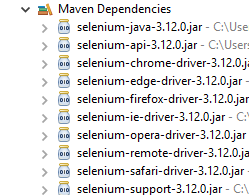 Maven Dependencies
selenium-java-3.12.0.jar - C:\Use
selenium-api-3.12.0.jar - C:\Users
selenium-chrome-driver-3.12.0.ja
selenium-edge-driver-3.12.0.jar -
selenium-firefox-driver-3.12.0.jar
selenium-ie-driver-3.12.0.jar - C:\
selenium-opera-driver-3.12.0.jar
selenium-remote-driver-3.12.0.jar
selenium-safari-driver-3.12.0.jar
selenium-support-3.12.0.jar - C:\